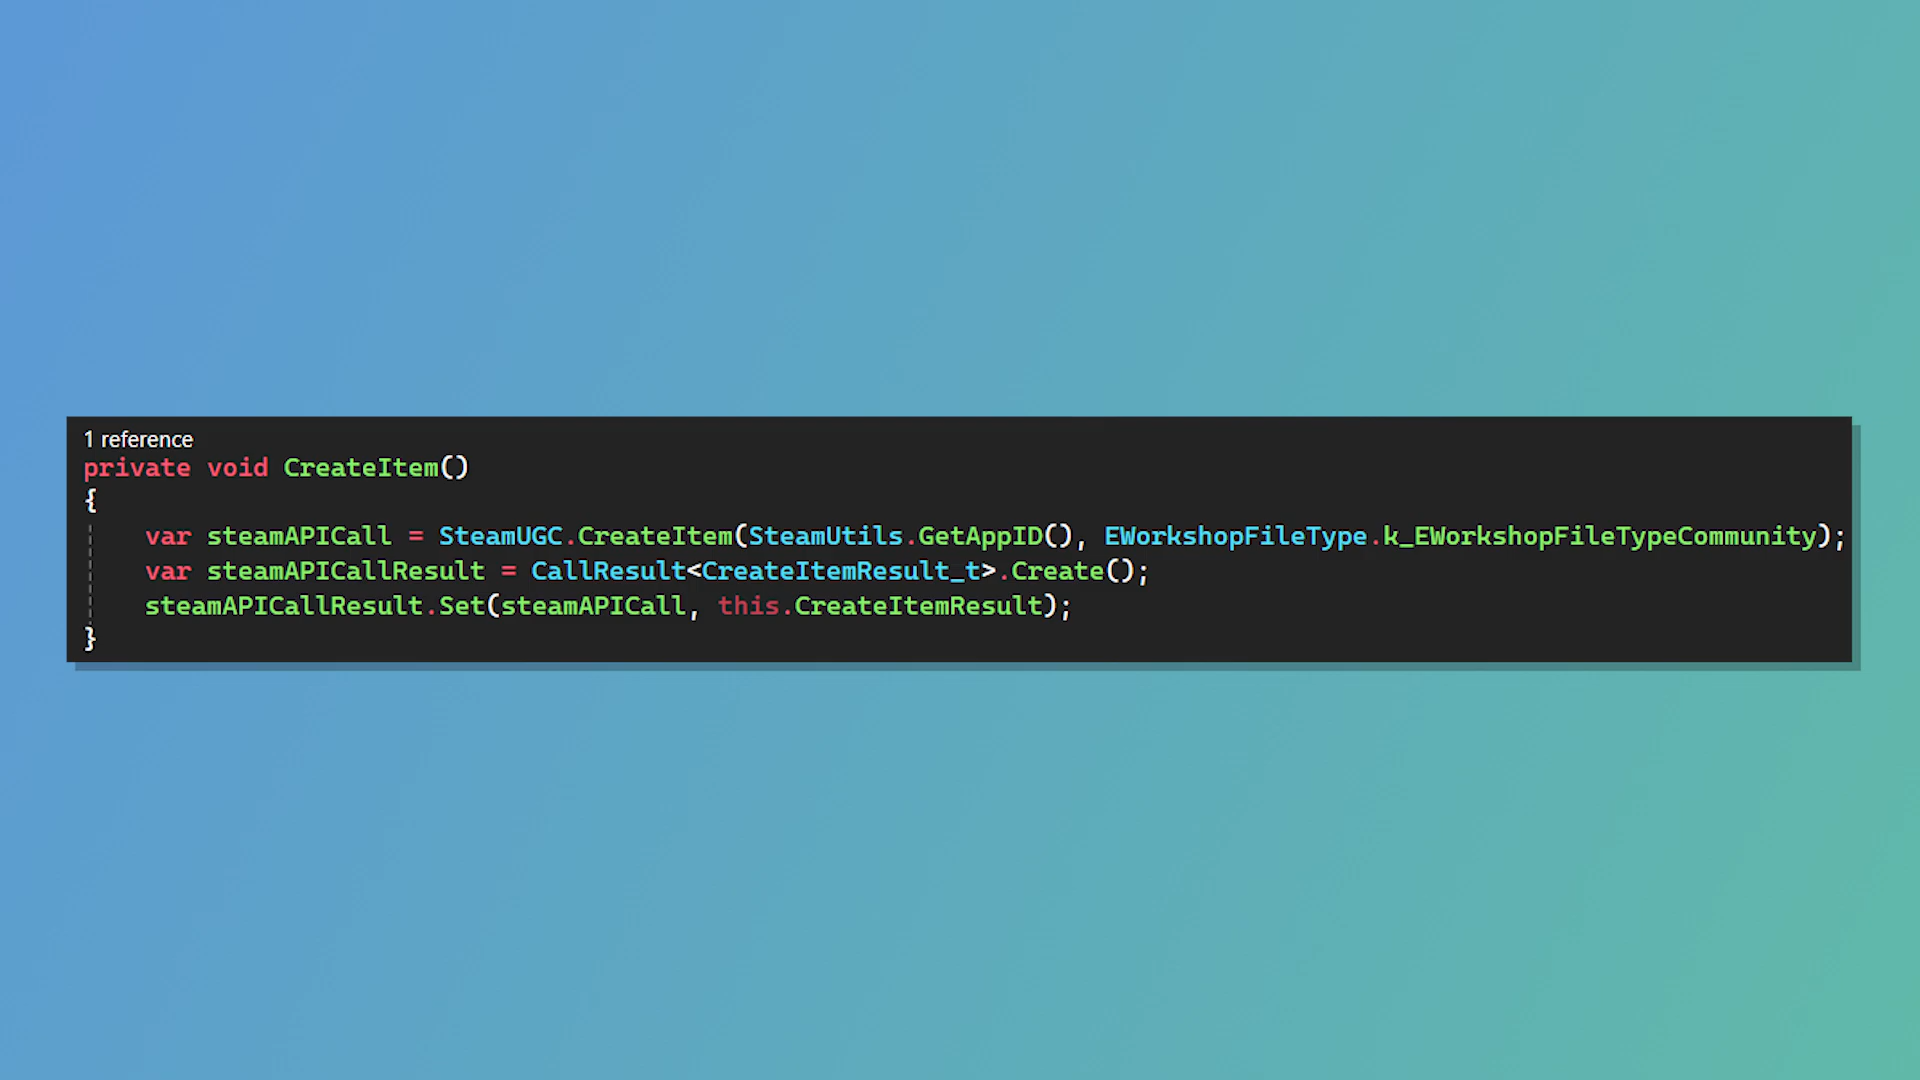 1 reference
private void CreateItem()
{
var steamAPICall = SteamUGC.CreateItem(SteamUtils.GetAppID(), EWorkshopFileType.k_EWorkshopFileTypeCommunity);
var steamAPICallResult = CallResult<CreateItemResult_t>.Create();
steamAPICallResult.Set(steamAPICall, this.CreateItemResult);
}